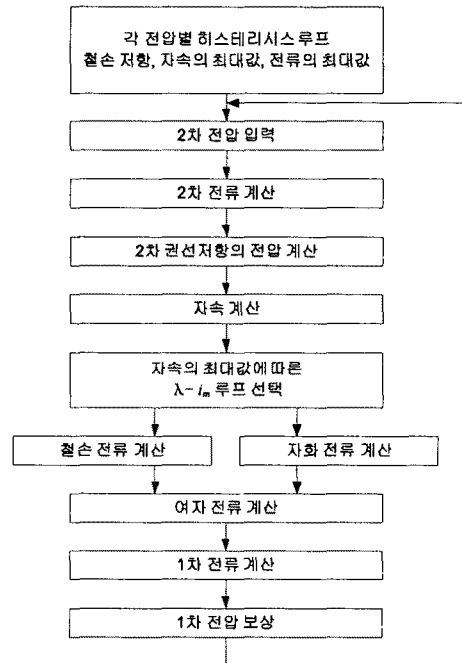 각 전압별 히스테리시스 루프
철손 저항, 자속의 최대값, 전류의 최대값
2차 전압 입력
2차 전류 계산
2차 권선저항의 전압 계산
자속 계산
자속의 최대값에 따른
λ - iₘ 루프 선택
철손 전류 계산
자화 전류 계산
여자 전류 계산
1차 전류 계산
1차 전압 보상